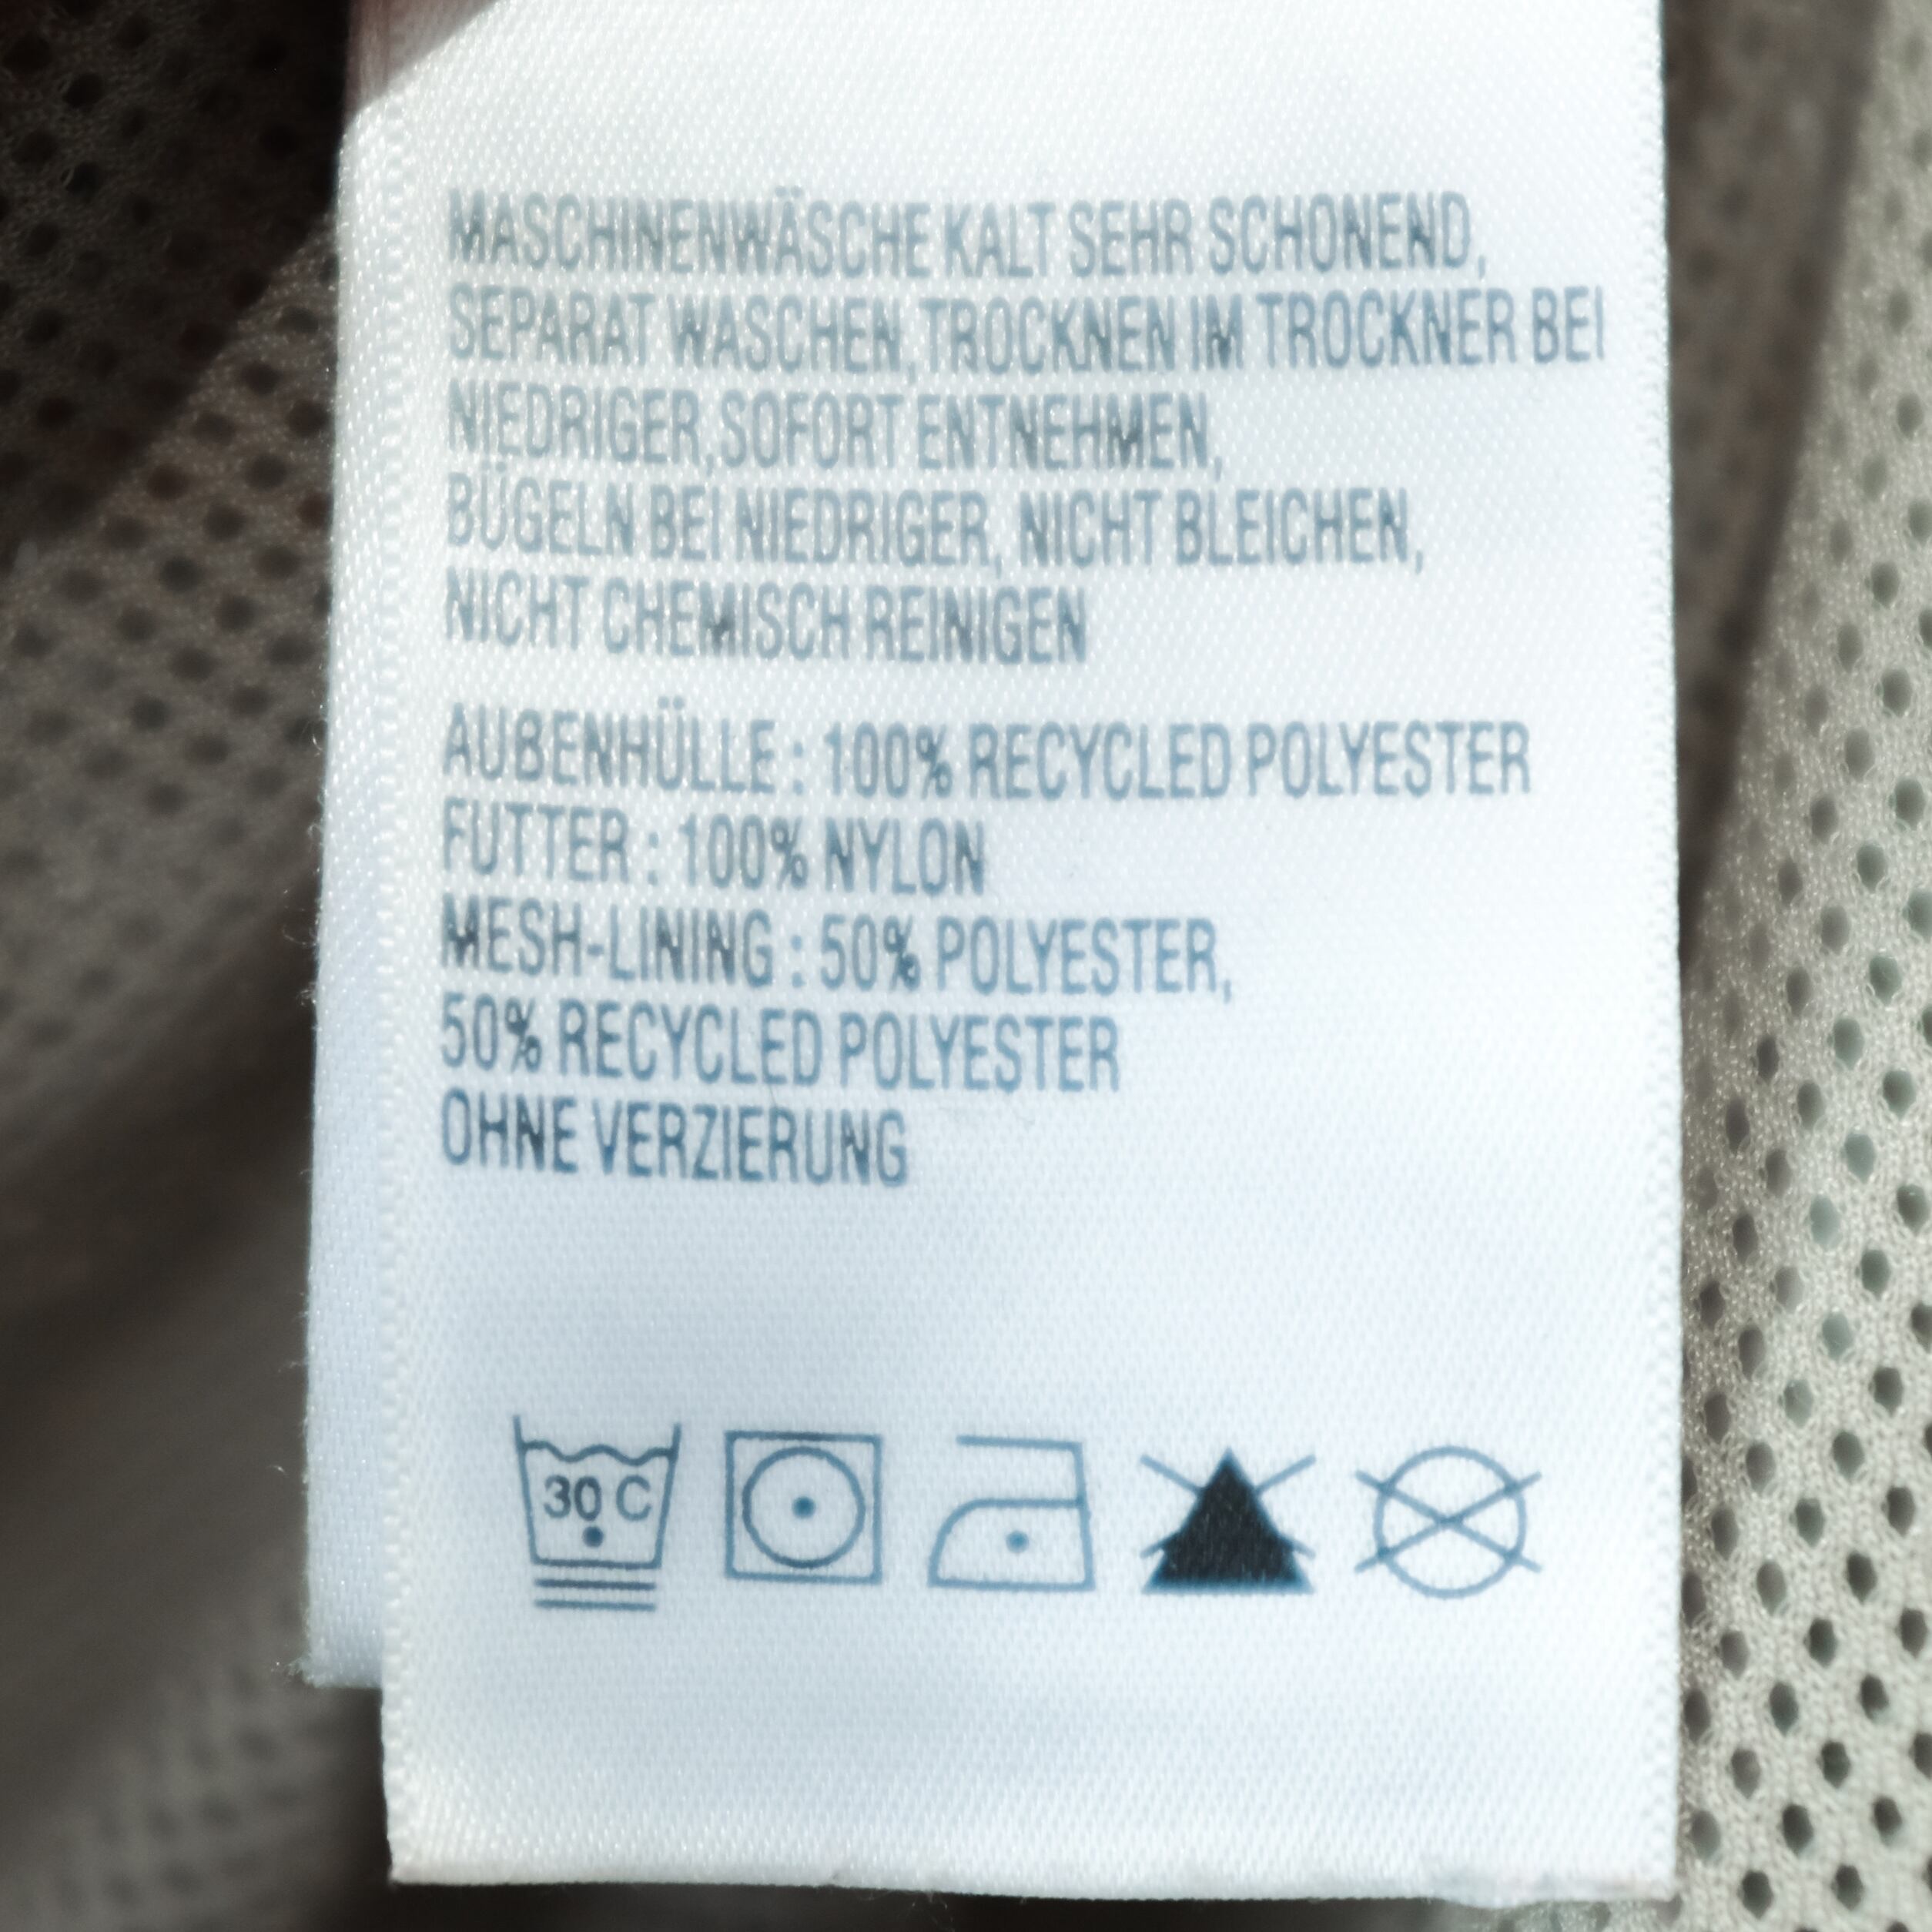 MASCHINENWÄSCHE KALT SEHR SCHONEND,
SEPARAT WASCHEN,TROCKNEN IM TROCKNER BEI
NIEDRIGER,SOFORT ENTNEHMEN,
BÜGELN BEI NIEDRIGER, NICHT BLEICHEN,
NICHT CHEMISCH REINIGEN
AUßENHÜLLE : 100% RECYCLED POLYESTER
FUTTER : 100% NYLON
MESH-LINING : 50% POLYESTER,
50% RECYCLED POLYESTER
OHNE VERZIERUNG
30 C